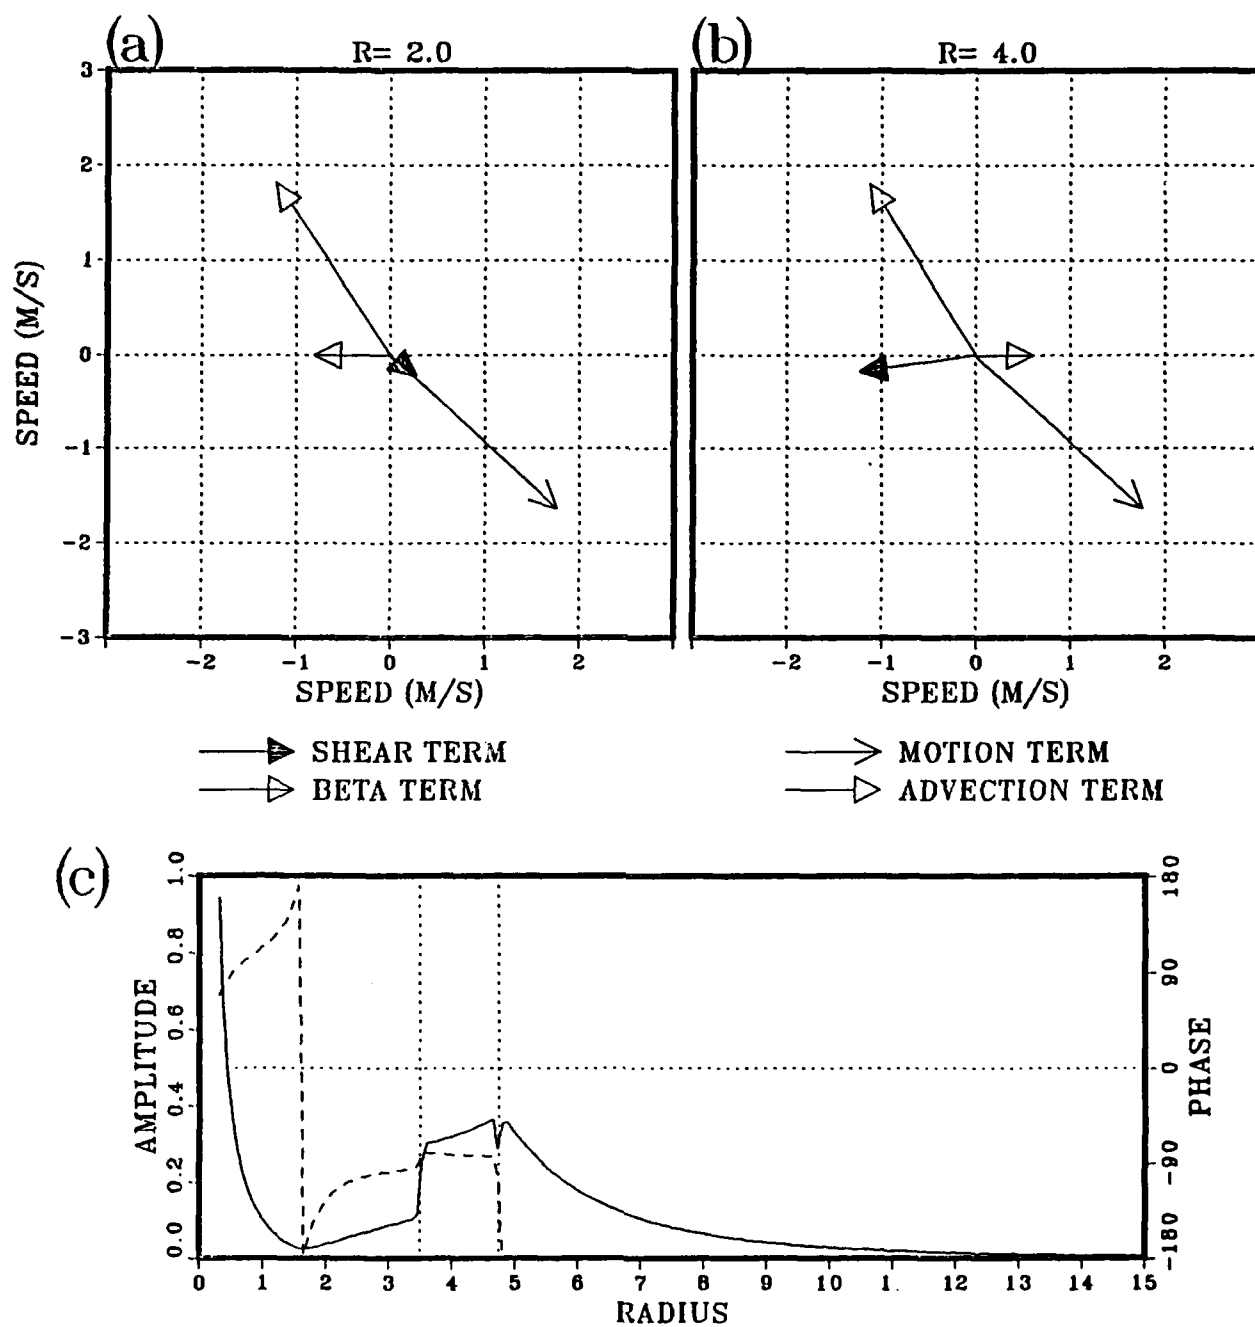 (a) R= 2.0
(b) R= 4.0
3
2
1
0
-1
-2
-3
SPEED (M/S)
-2 -1 0 1 2
-2 -1 0 1 2
SPEED (M/S)
SPEED (M/S)
SHEAR TERM
MOTION TERM
BETA TERM
ADVECTION TERM
(c)
1.0
0.8
0.6
0.4
0.2
0.0
AMPLITUDE
180
90
0
-90
-180
PHASE
0 1 2 3 4 5 6 7 8 9 10 11 12 13 14 15
RADIUS